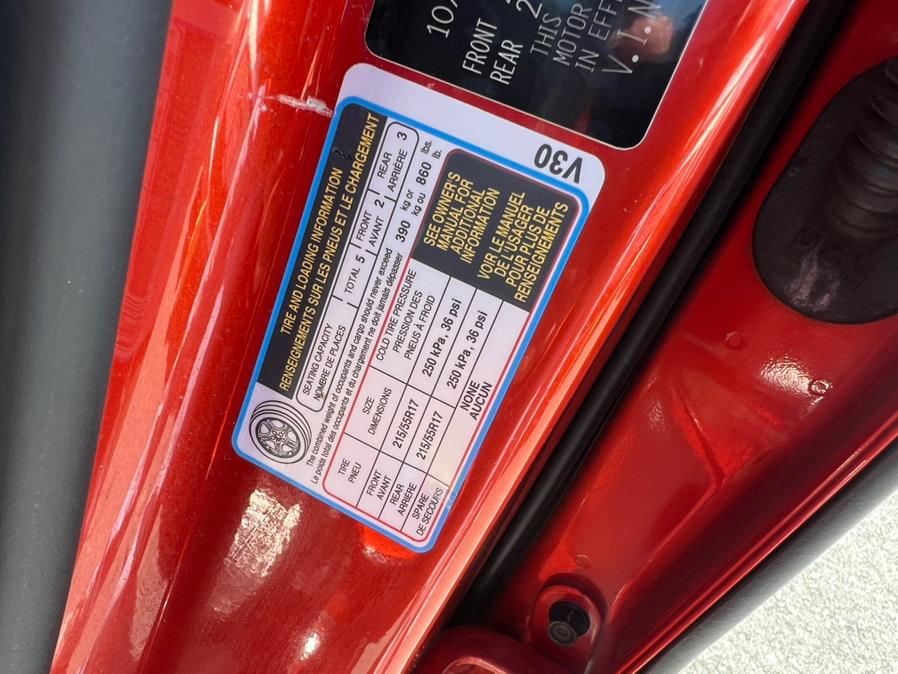 10
FRONT 2
REAR 2
THIS
MOTOR
IN EFF
V.I.N
V30
TIRE AND LOADING INFORMATION
RENSEIGNEMENTS SUR LES PNEUS ET LE CHARGEMENT
SEATING CAPACITY
NOMBRE DE PLACES
TOTAL 5
FRONT
AVANT
2
REAR
ARRIÈRE
3
The combined weight of occupants and cargo should never exceed
Le poids total des occupants et du chargement ne doit jamais dépasser
390 kg or
kg ou
860 lbs.
lb.
TIRE
PNEU
SIZE
DIMENSIONS
COLD TIRE PRESSURE
PRESSION DES
PNEUS À FROID
FRONT
AVANT
215/55R17
250 kPa, 36 psi
REAR
ARRIÈRE
215/55R17
250 kPa, 36 psi
SPARE
DE SECOURS
NONE
AUCUN
SEE OWNER'S
MANUAL FOR
ADDITIONAL
INFORMATION
VOIR LE MANUEL
DE L'USAGER
POUR PLUS DE
RENSEIGNEMENTS